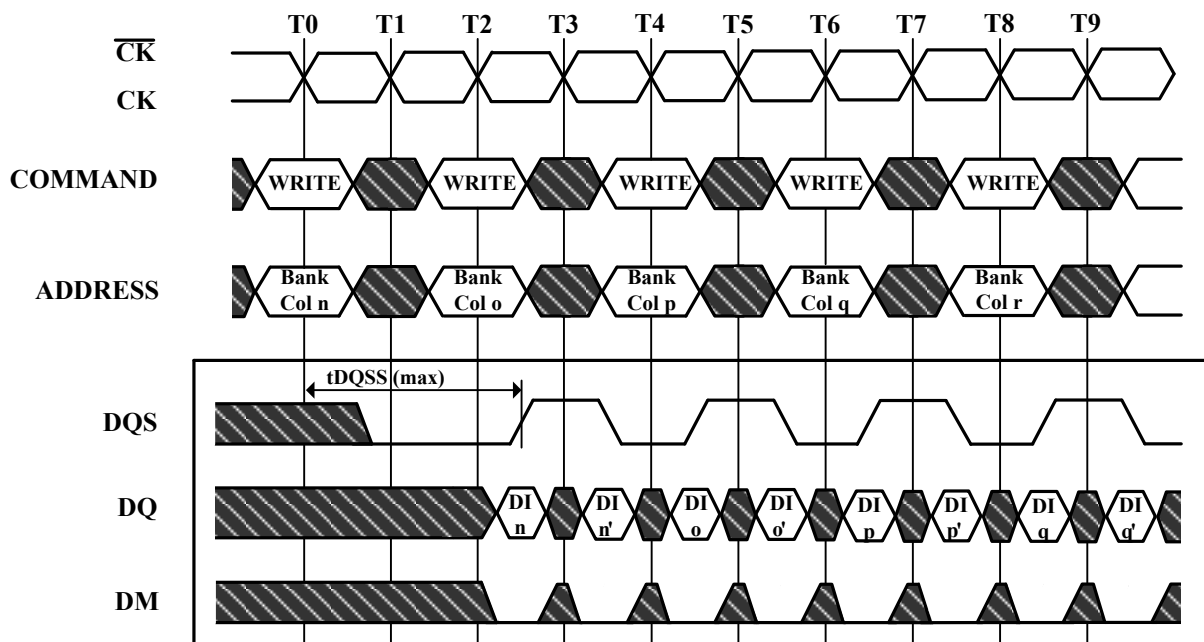 T0 T1 T2 T3 T4 T5 T6 T7 T8 T9
CK
CK
COMMAND WRITE WRITE WRITE WRITE WRITE
ADDRESS Bank Bank Bank Bank Bank
Col n Col o Col p Col q Col r
tDQSS (max)
DQS
DQ DI DI DI DI DI DI DI DI
n n' o o' p p' q q'
DM